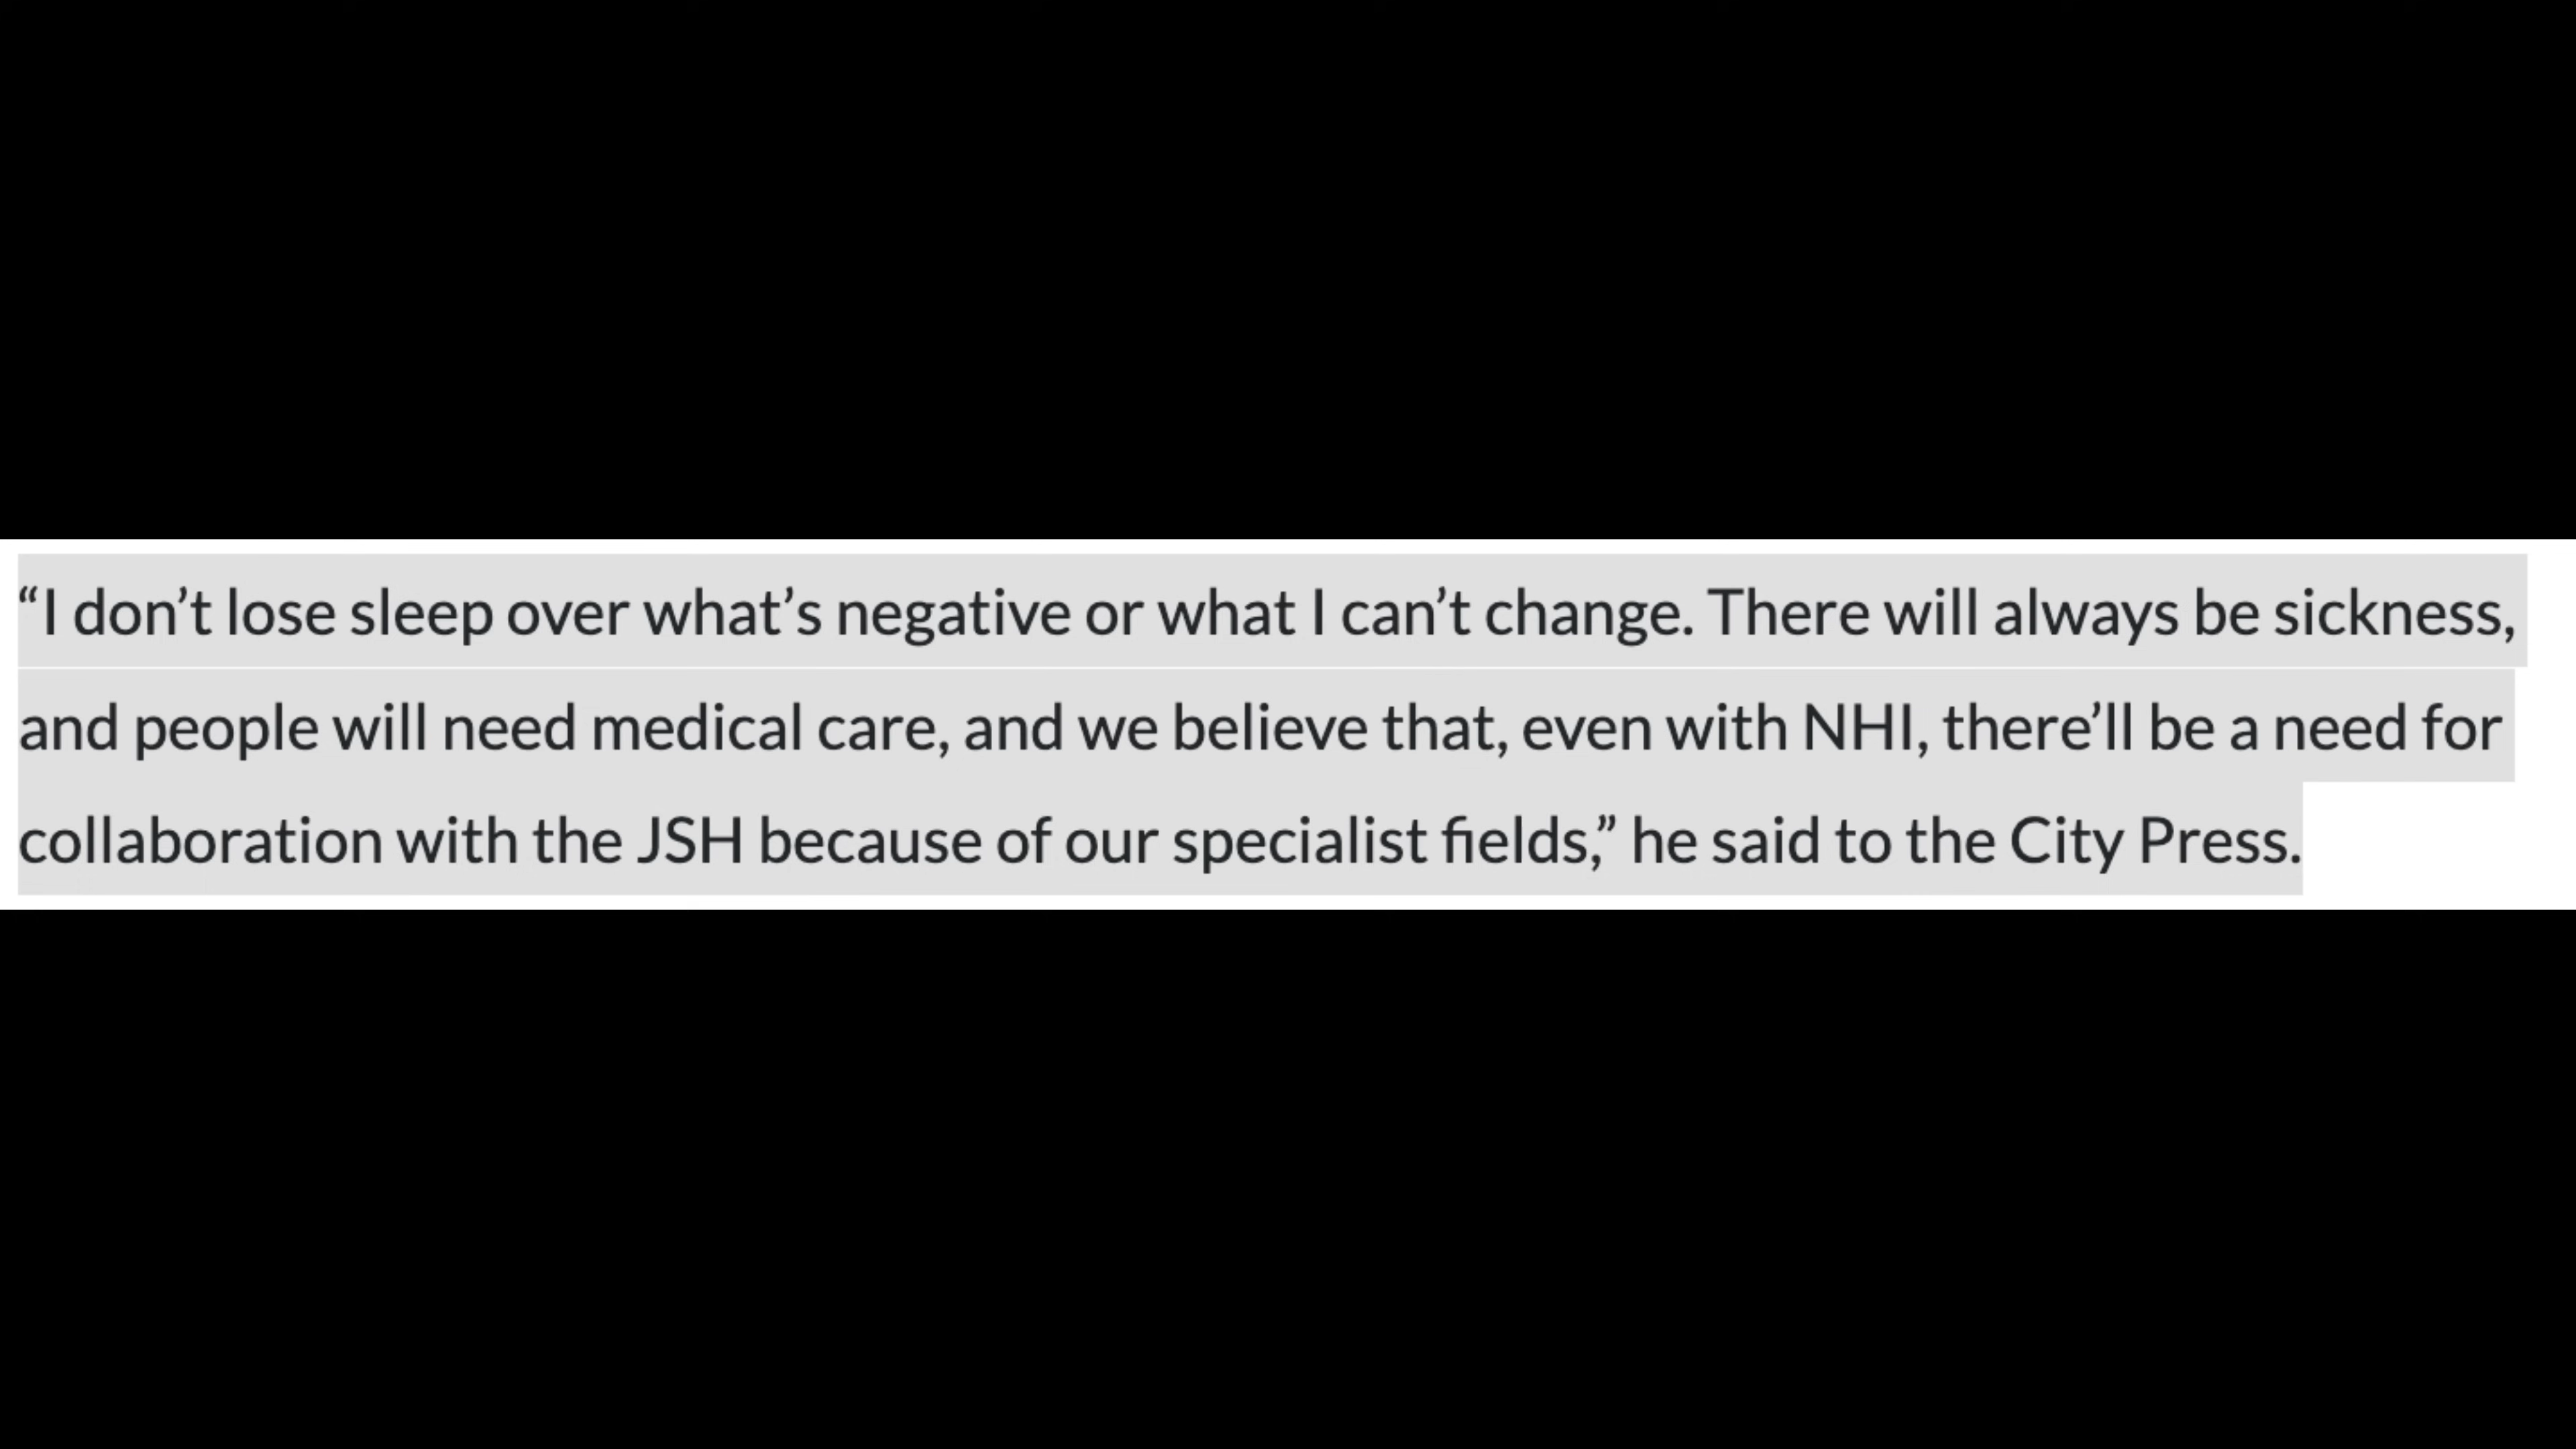 “I don’t lose sleep over what’s negative or what I can’t change. There will always be sickness,
and people will need medical care, and we believe that, even with NHI, there’ll be a need for
collaboration with the JSH because of our specialist fields,” he said to the City Press.